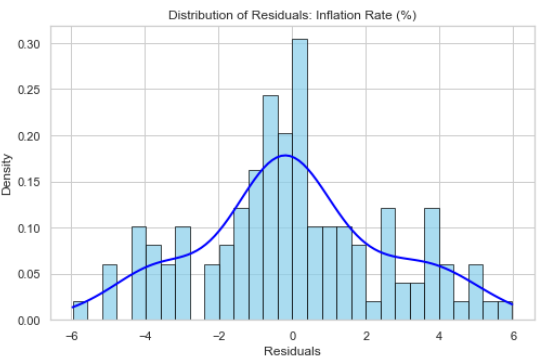 Distribution of Residuals: Inflation Rate (%)
0.30
0.25
0.20
0.15
0.10
0.05
0.00
Density
−6 −4 −2 0 2 4 6
Residuals